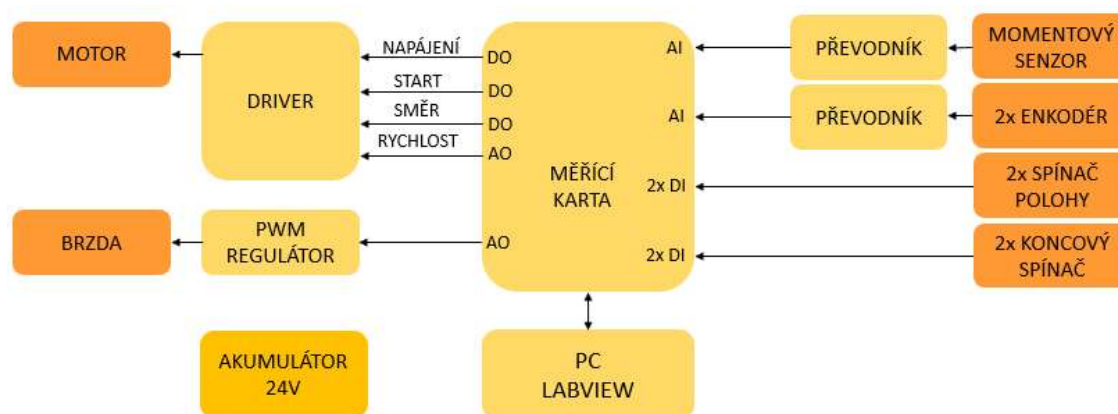 MOTOR
DRIVER
NAPÁJENÍ
START
SMĚR
RYCHLOST
DO
DO
DO
AO
AO
MĚŘÍCÍ
KARTA
AI
AI
2x DI
2x DI
PŘEVODNÍK
PŘEVODNÍK
MOMENTOVÝ
SENZOR
2x ENKODÉR
2x SPÍNAČ
POLOHY
2x KONCOVÝ
SPÍNAČ
BRZDA
PWM
REGULÁTOR
AKUMULÁTOR
24V
PC
LABVIEW